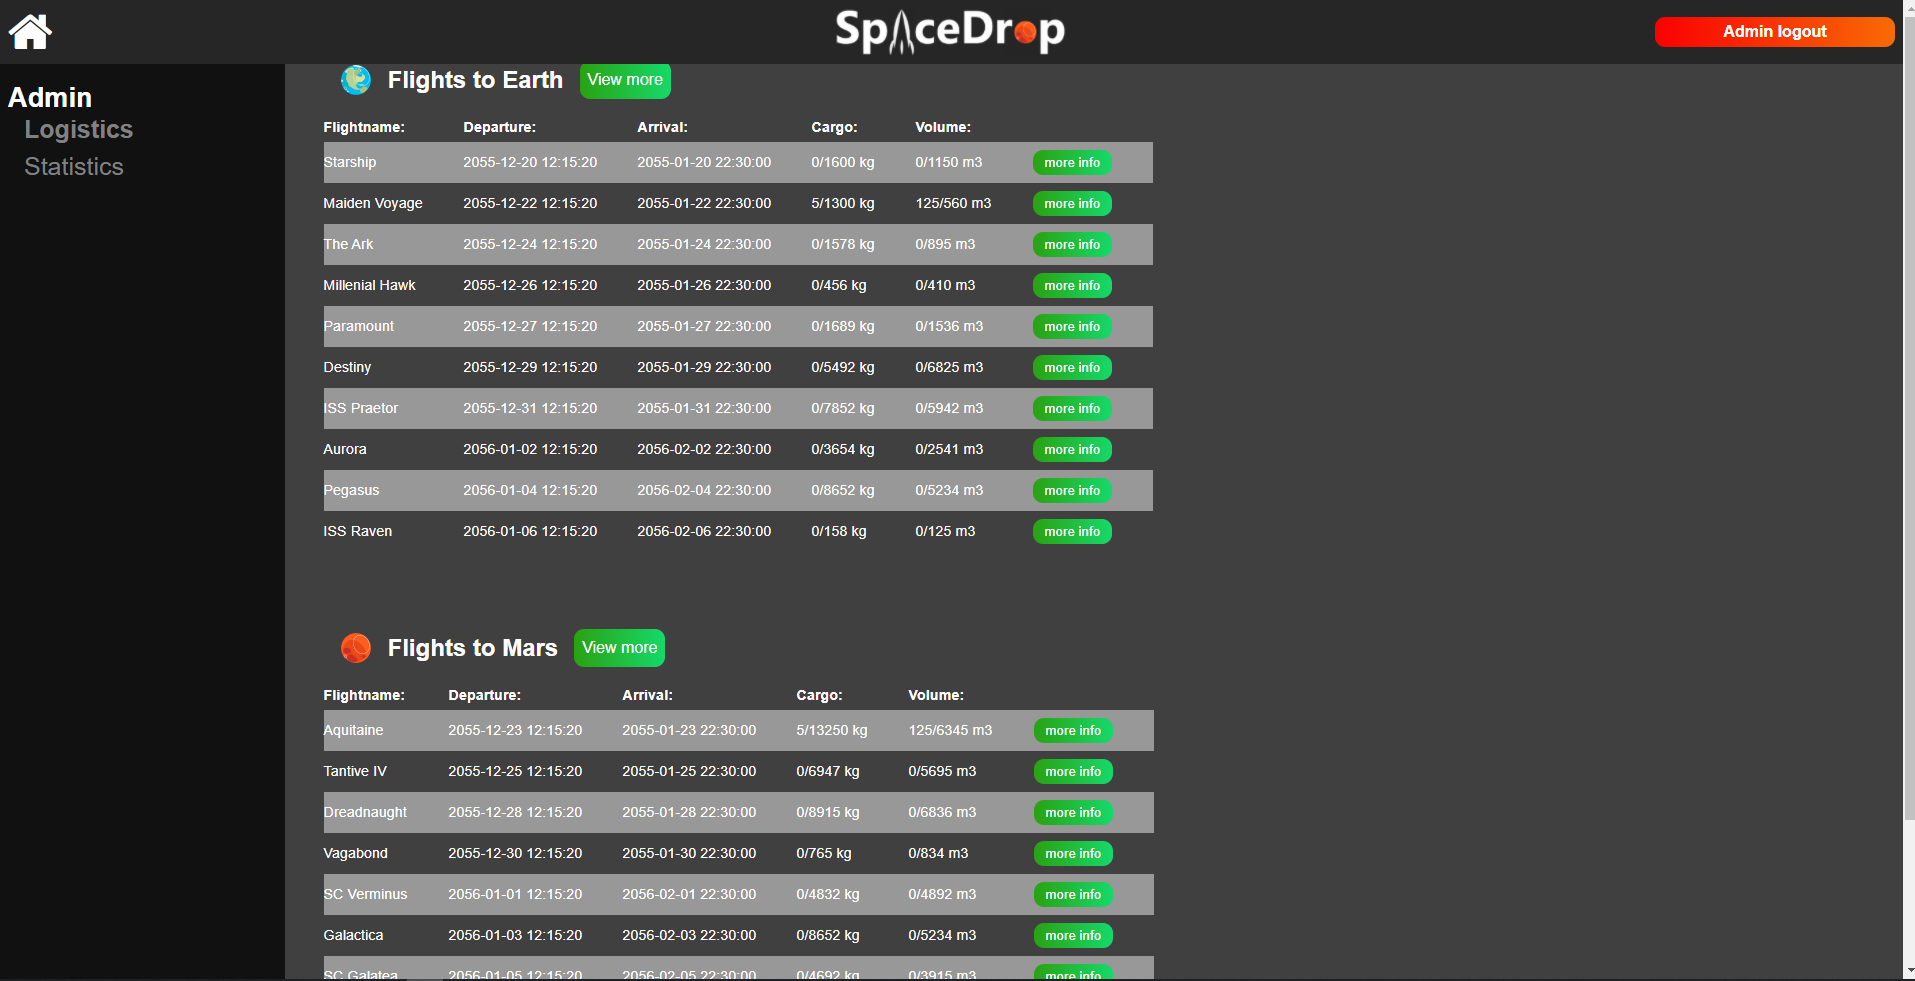 SpaceDrop
Admin logout
Admin
Logistics
Statistics
Flights to Earth View more
Flightname: Departure: Arrival: Cargo: Volume:
Starship 2055-12-20 12:15:20 2055-01-20 22:30:00 0/1600 kg 0/1150 m3 more info
Maiden Voyage 2055-12-22 12:15:20 2055-01-22 22:30:00 5/1300 kg 125/560 m3 more info
The Ark 2055-12-24 12:15:20 2055-01-24 22:30:00 0/1578 kg 0/895 m3 more info
Millenial Hawk 2055-12-26 12:15:20 2055-01-26 22:30:00 0/456 kg 0/410 m3 more info
Paramount 2055-12-27 12:15:20 2055-01-27 22:30:00 0/1689 kg 0/1536 m3 more info
Destiny 2055-12-29 12:15:20 2055-01-29 22:30:00 0/5492 kg 0/6825 m3 more info
ISS Praetor 2055-12-31 12:15:20 2055-01-31 22:30:00 0/7852 kg 0/5942 m3 more info
Aurora 2056-01-02 12:15:20 2056-02-02 22:30:00 0/3654 kg 0/2541 m3 more info
Pegasus 2056-01-04 12:15:20 2056-02-04 22:30:00 0/8652 kg 0/5234 m3 more info
ISS Raven 2056-01-06 12:15:20 2056-02-06 22:30:00 0/158 kg 0/125 m3 more info
Flights to Mars View more
Flightname: Departure: Arrival: Cargo: Volume:
Aquitaine 2055-12-23 12:15:20 2055-01-23 22:30:00 5/13250 kg 125/6345 m3 more info
Tantive IV 2055-12-25 12:15:20 2055-01-25 22:30:00 0/6947 kg 0/5695 m3 more info
Dreadnaught 2055-12-28 12:15:20 2055-01-28 22:30:00 0/8915 kg 0/6836 m3 more info
Vagabond 2055-12-30 12:15:20 2055-01-30 22:30:00 0/765 kg 0/834 m3 more info
SC Verminus 2056-01-01 12:15:20 2056-02-01 22:30:00 0/4832 kg 0/4892 m3 more info
Galactica 2056-01-03 12:15:20 2056-02-03 22:30:00 0/8652 kg 0/5234 m3 more info
SC Galatea 2056-01-05 12:15:20 2056-02-05 22:30:00 0/4692 kg 0/3915 m3 more info